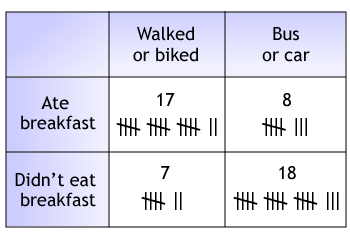 Walked
or biked
Bus
or car
Ate
breakfast
17
8
Didn't eat
breakfast
7
18